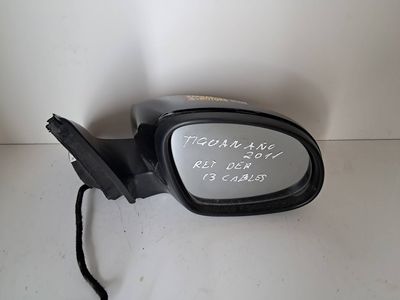 TIGUAN AÑO
2011
RET DER
13 CABLES